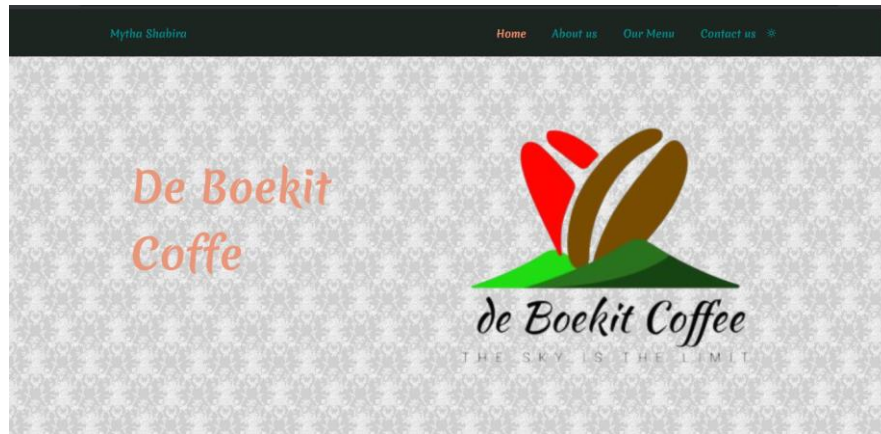 Mytha Shabira Home About us Our Menu Contact us
De Boekit
Coffe
de Boekit Coffee
THE SKY IS THE LIMIT